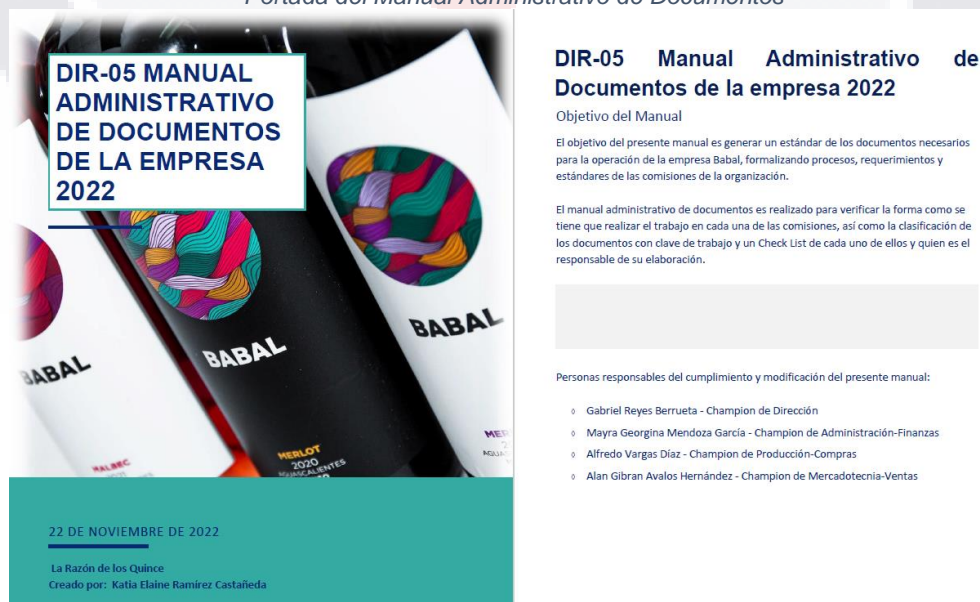 Portada del Manual Administrativo de Documentos
DIR-05 MANUAL
ADMINISTRATIVO
DE DOCUMENTOS
DE LA EMPRESA
2022
BABAL
BABAL
BABAL
MALBEC
MERLOT
2020
AGUASCALIENTES
22 DE NOVIEMBRE DE 2022
La Razón de los Quince
Creado por: Katia Elaine Ramírez Castañeda
DIR-05 Manual Administrativo de
Documentos de la empresa 2022
Objetivo del Manual
El objetivo del presente manual es generar un estándar de los documentos necesarios
para la operación de la empresa Babal, formalizando procesos, requerimientos y
estándares de las comisiones de la organización.
El manual administrativo de documentos es realizado para verificar la forma como se
tiene que realizar el trabajo en cada una de las comisiones, así como la clasificación de
los documentos con clave de trabajo y un Check List de cada uno de ellos y quien es el
responsable de su elaboración.
Personas responsables del cumplimiento y modificación del presente manual:
◊ Gabriel Reyes Berrueta - Champion de Dirección
◊ Mayra Georgina Mendoza García - Champion de Administración-Finanzas
◊ Alfredo Vargas Díaz - Champion de Producción-Compras
◊ Alan Gibran Avalos Hernández - Champion de Mercadotecnia-Ventas